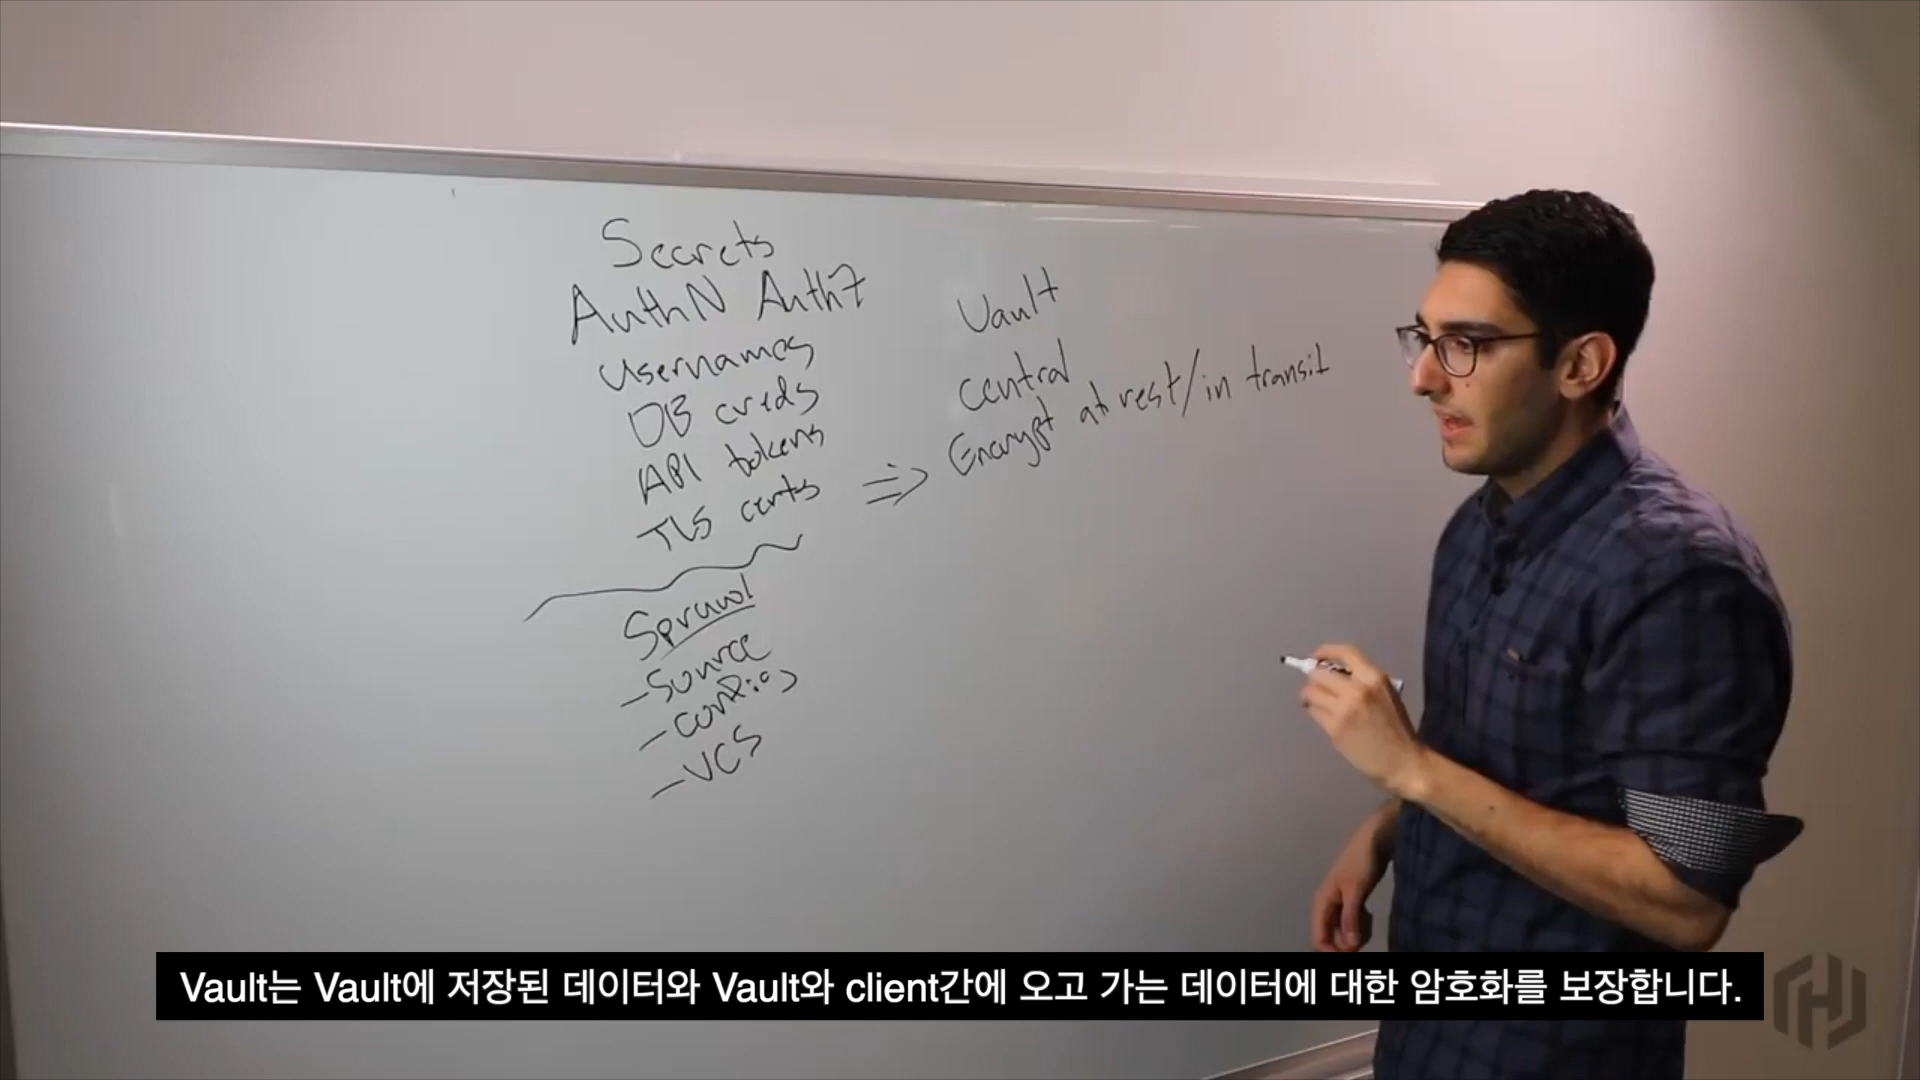 Secrets
AuthN AuthZ
Usernames
DB creds
API tokens
TLS certs
Sprawl
- Source
- Config
- VCS
⇒
Vault
Central
Encrypt at rest/in transit
Vault는 Vault에 저장된 데이터와 Vault와 client간에 오고 가는 데이터에 대한 암호화를 보장합니다.